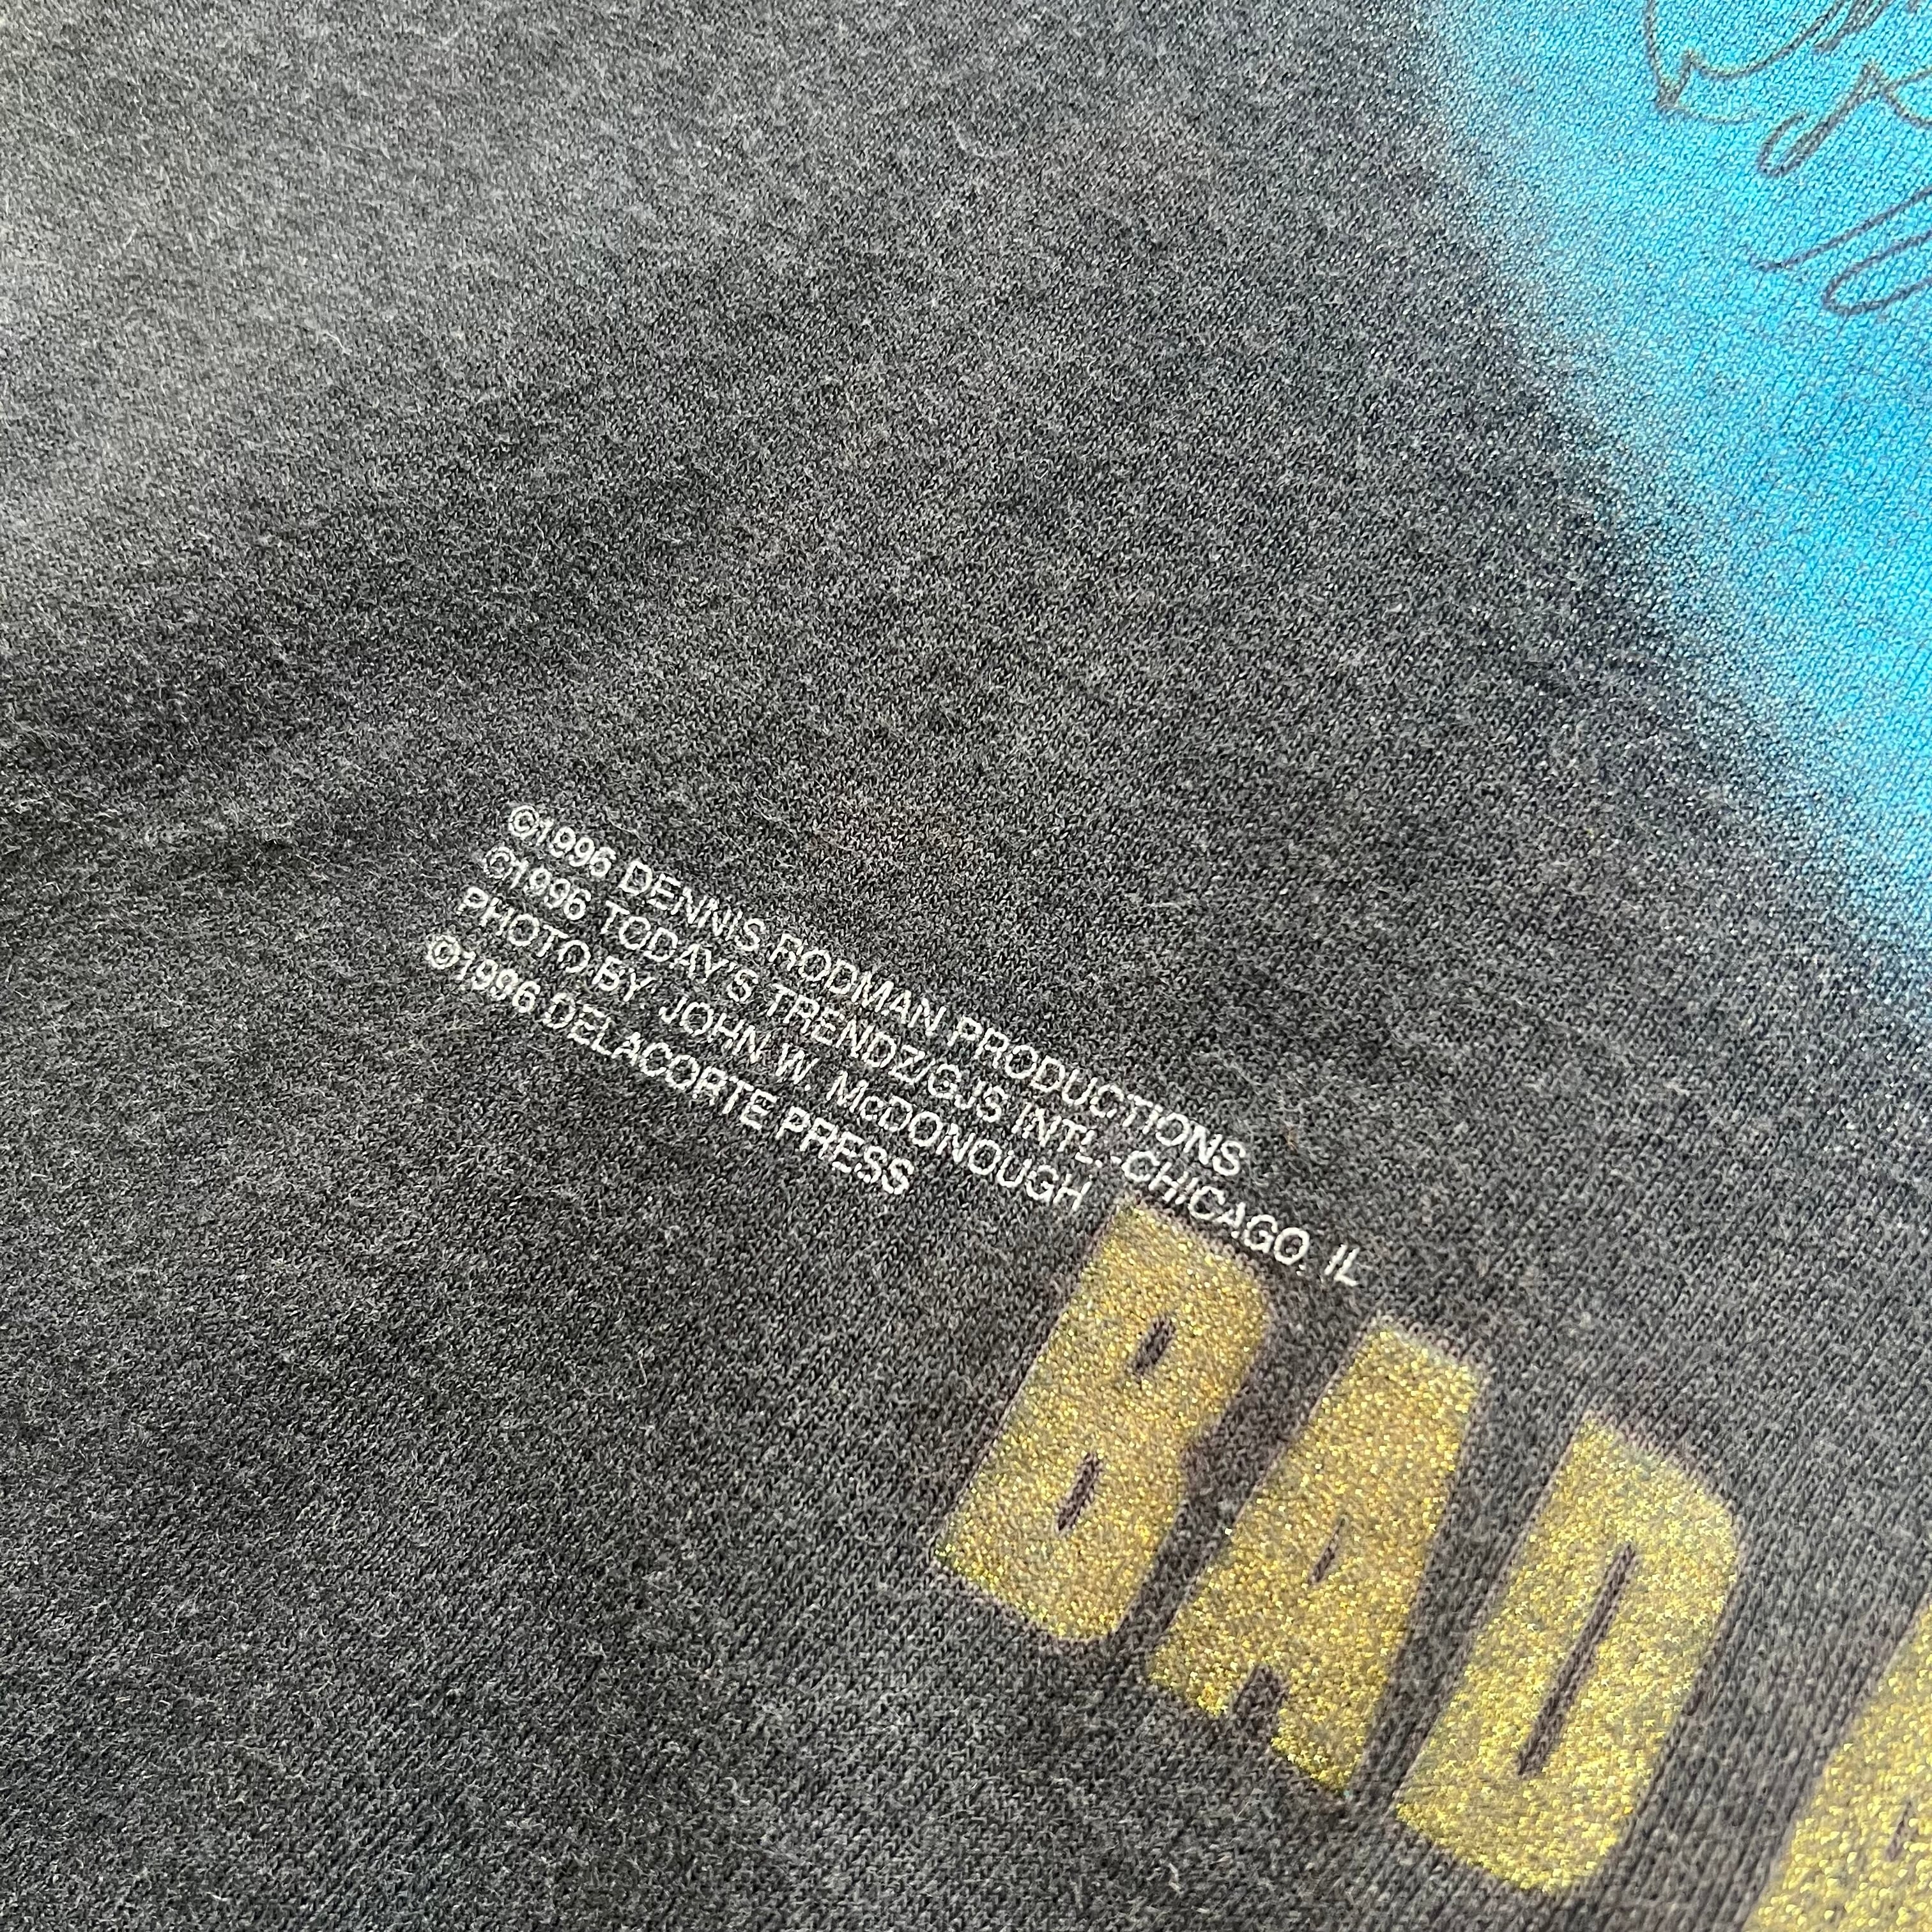 ©1996 DENNIS RODMAN PRODUCTIONS
©1996 TODAY'S TRENDZ/GJS INTL.-CHICAGO, IL
PHOTO BY JOHN W. McDONOUGH
©1996 DELACORTE PRESS
BAD